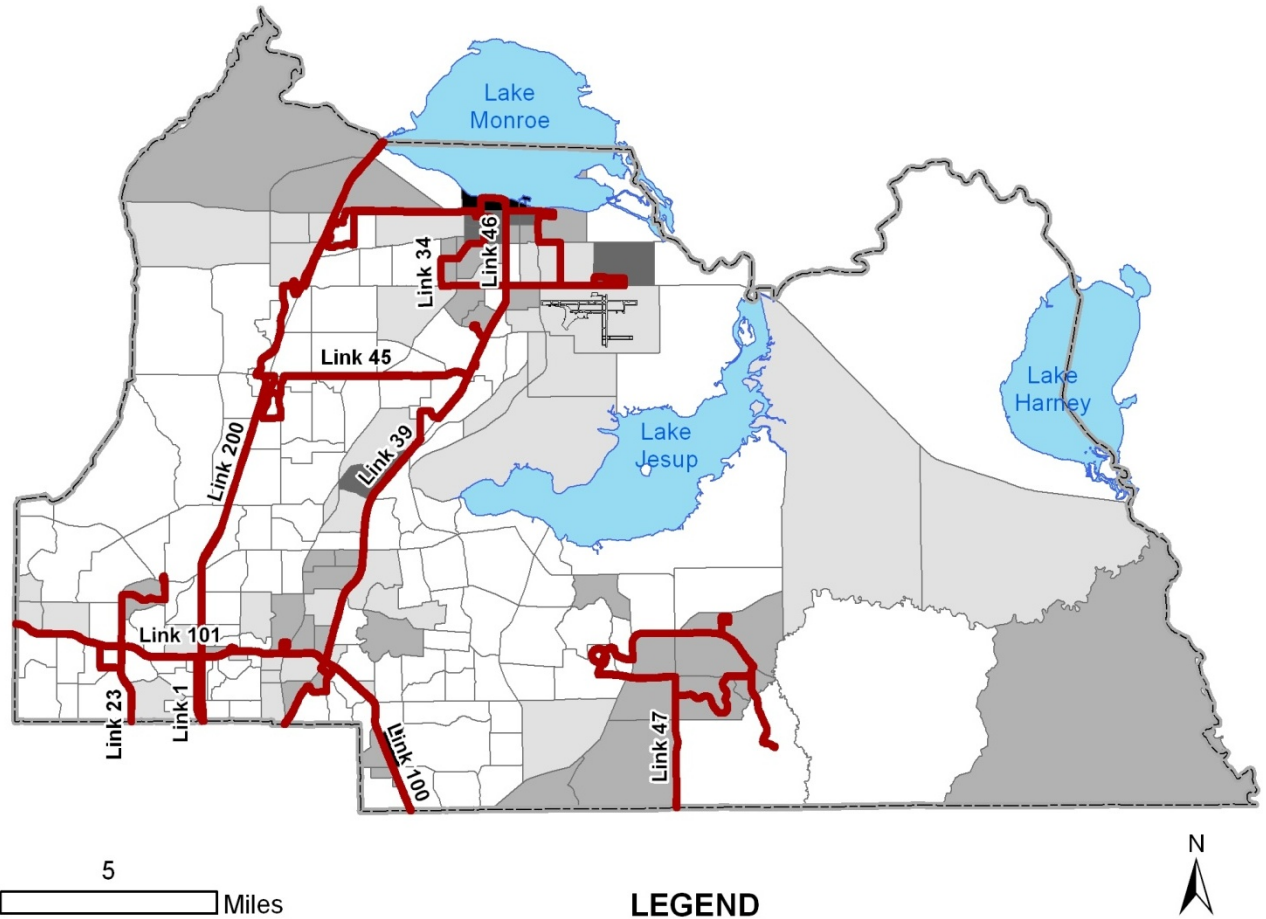 Lake
Monroe
Link 34
Link 46
Link 45
Lake
Harney
Lake
Jesup
Link 39
Link 200
Link 101
Link 23
Link 1
Link 47
Link 100
N
5
Miles
LEGEND